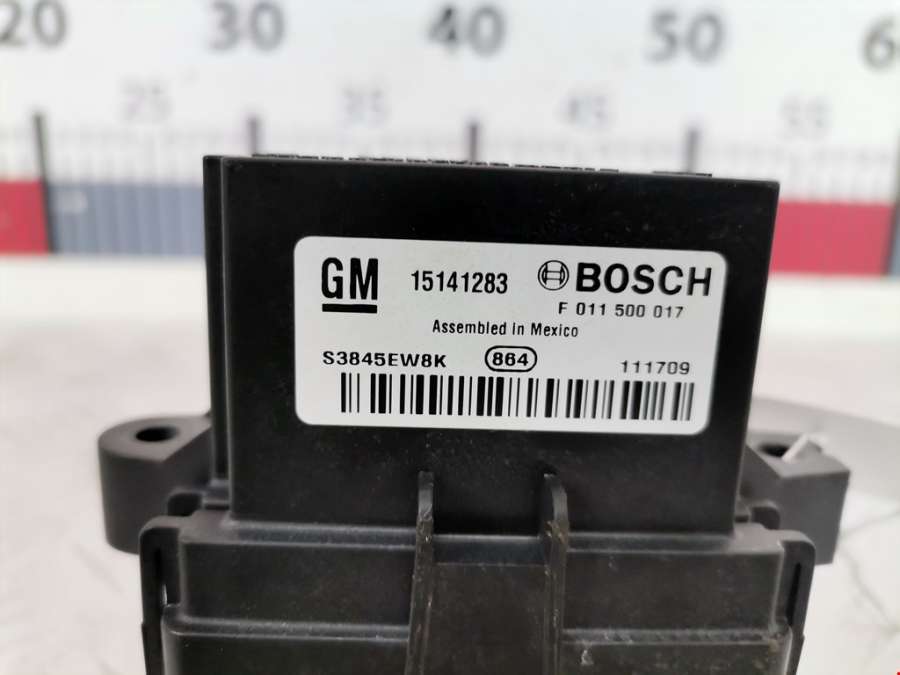 20 30 40 50 60
25 35 45 55
GM 15141283 BOSCH
F 011 500 017
Assembled in Mexico
S3845EW8K 864 111709